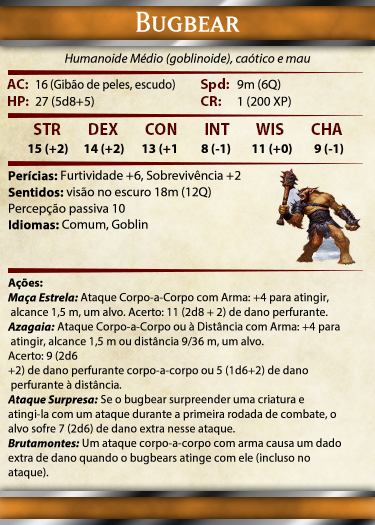 BUGBEAR
Humanoide Médio (goblinoide), caótico e mau
AC: 16 (Gibão de peles, escudo) Spd: 9m (6Q)
HP: 27 (5d8+5) CR: 1 (200 XP)
STR DEX CON INT WIS CHA
15 (+2) 14 (+2) 13 (+1 8 (-1) 11 (+0) 9 (-1)
Perícias: Furtividade +6, Sobrevivência +2
Sentidos: visão no escuro 18m (12Q)
Percepção passiva 10
Idiomas: Comum, Goblin
Ações:
Maça Estrela: Ataque Corpo-a-Corpo com Arma: +4 para atingir,
alcance 1,5 m, um alvo. Acerto: 11 (2d8 + 2) de dano perfurante.
Azagaia: Ataque Corpo-a-Corpo ou à Distância com Arma: +4 para
atingir, alcance 1,5 m ou distância 9/36 m, um alvo.
Acerto: 9 (2d6
+2) de dano perfurante corpo-a-corpo ou 5 (1d6+2) de dano
perfurante à distância.
Ataque Surpresa: Se o bugbear surpreender uma criatura e
atingi-la com um ataque durante a primeira rodada de combate, o
alvo sofre 7 (2d6) de dano extra nesse ataque.
Brutamontes: Um ataque corpo-a-corpo com arma causa um dado
extra de dano quando o bugbears atinge com ele (incluso no
ataque).